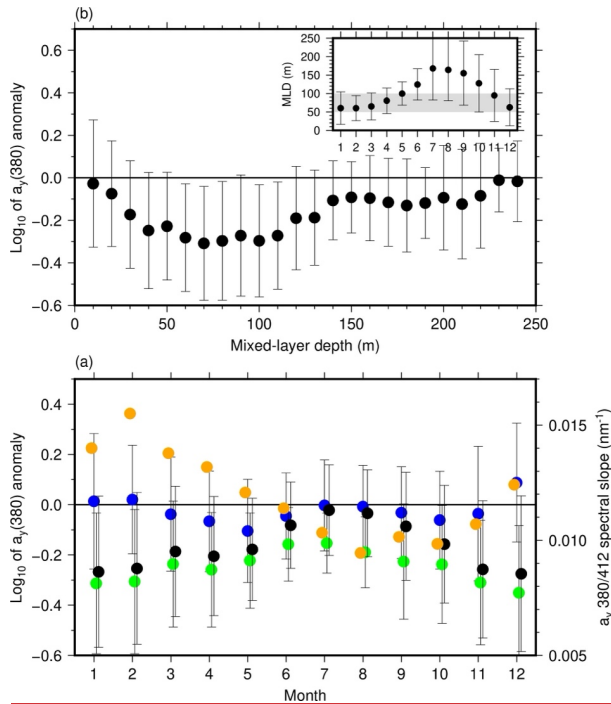 (b)
Log10 of ay(380) anomaly
0.6
0.4
0.2
0.0
−0.2
−0.4
−0.6
0 50 100 150 200 250
Mixed-layer depth (m)
MLD (m)
250
200
150
100
50
0
1 2 3 4 5 6 7 8 9 10 11 12
(a)
Log10 of ay(380) anomaly
0.4
0.2
0.0
−0.2
−0.4
−0.6
0.015
0.010
0.005
ay 380/412 spectral slope (nm-1)
1 2 3 4 5 6 7 8 9 10 11 12
Month